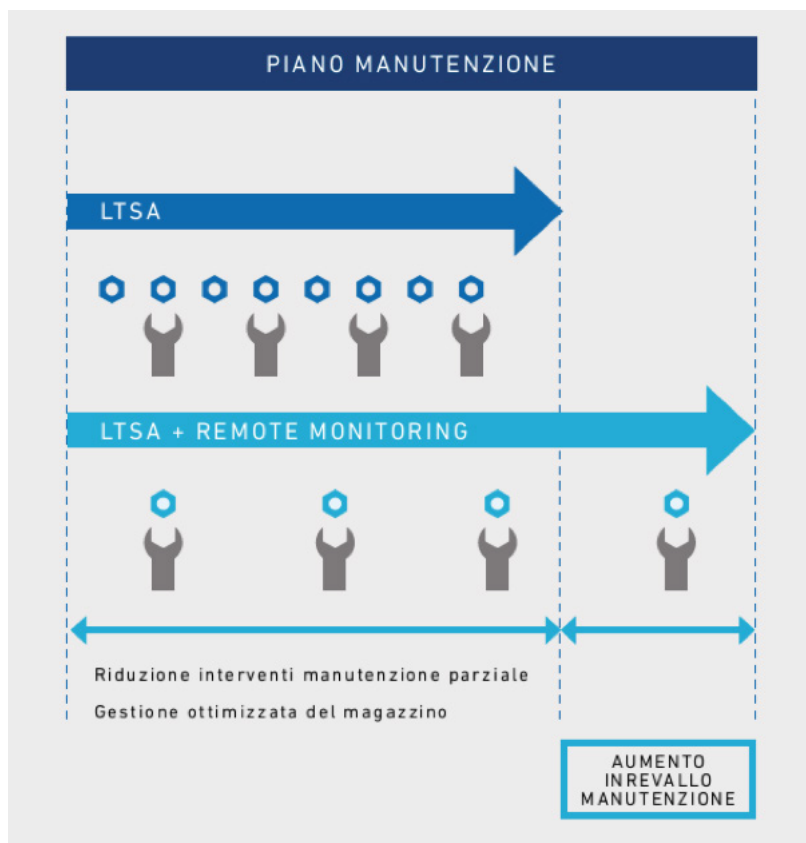 PIANO MANUTENZIONE
LTSA
LTSA + REMOTE MONITORING
Riduzione interventi manutenzione parziale
Gestione ottimizzata del magazzino
AUMENTO
INREVALLO
MANUTENZIONE